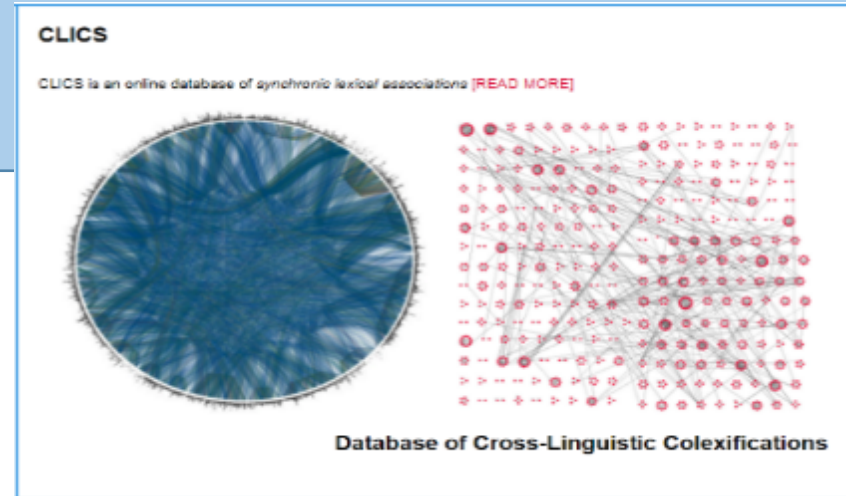 CLICS
CLICS is an online database of synchronic lexical associations [READ MORE]
Database of Cross-Linguistic Colexifications